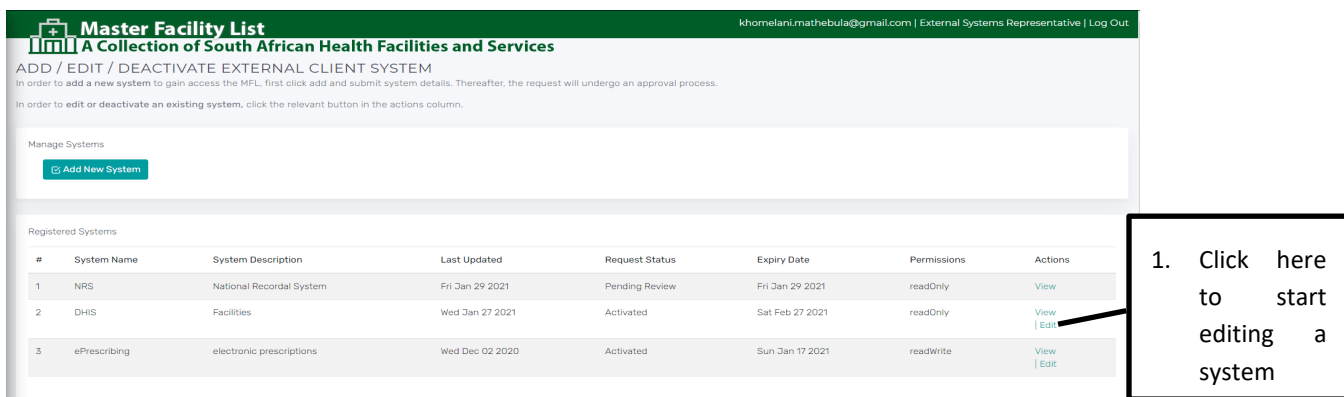 Master Facility List
khomelani.mathebula@gmail.com | External Systems Representative | Log Out
A Collection of South African Health Facilities and Services
ADD / EDIT / DEACTIVATE EXTERNAL CLIENT SYSTEM
In order to add a new system to gain access the MFL, first click add and submit system details. Thereafter, the request will undergo an approval process.
In order to edit or deactivate an existing system, click the relevant button in the actions column.
Manage Systems
Add New System
Registered Systems
# System Name System Description Last Updated Request Status Expiry Date Permissions Actions
1 NRS National Recordal System Fri Jan 29 2021 Pending Review Fri Jan 29 2021 readOnly View
2 DHIS Facilities Wed Jan 27 2021 Activated Sat Feb 27 2021 readOnly View
| Edit
3 ePrescribing electronic prescriptions Wed Dec 02 2020 Activated Sun Jan 17 2021 readWrite View
| Edit
1. Click here
to start
editing a
system